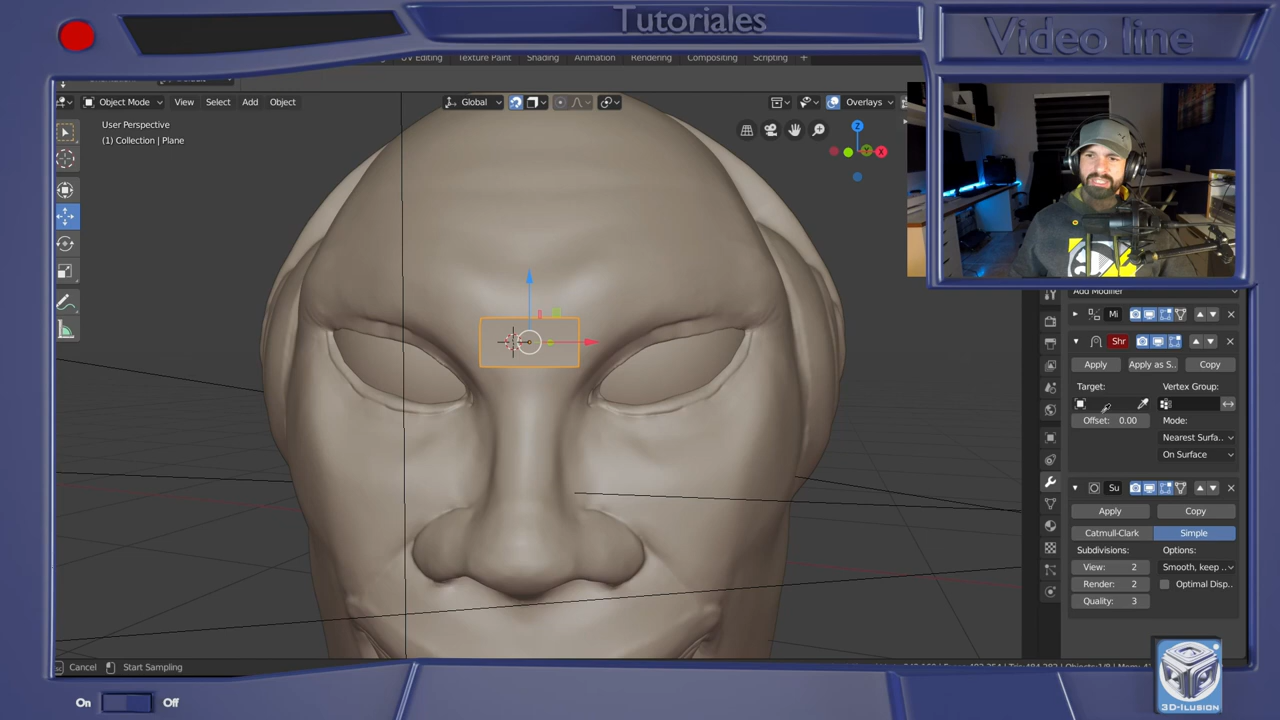 Tutoriales
Video line
UV Editing
Texture Paint
Shading
Animation
Rendering
Compositing
Scripting
+
Object Mode
View
Select
Add
Object
Global
Overlays
User Perspective
(1) Collection | Plane
Z
X
Add Modifier
Mi
Shr
Apply
Apply as S..
Copy
Target:
Vertex Group:
Offset: 0.00
Mode:
Nearest Surfa..
On Surface
Su
Apply
Copy
Catmull-Clark
Simple
Subdivisions:
Options:
View: 2
Smooth, keep ..
Render: 2
Optimal Disp..
Quality: 3
Cancel
Start Sampling
On
Off
3D-ILUSION